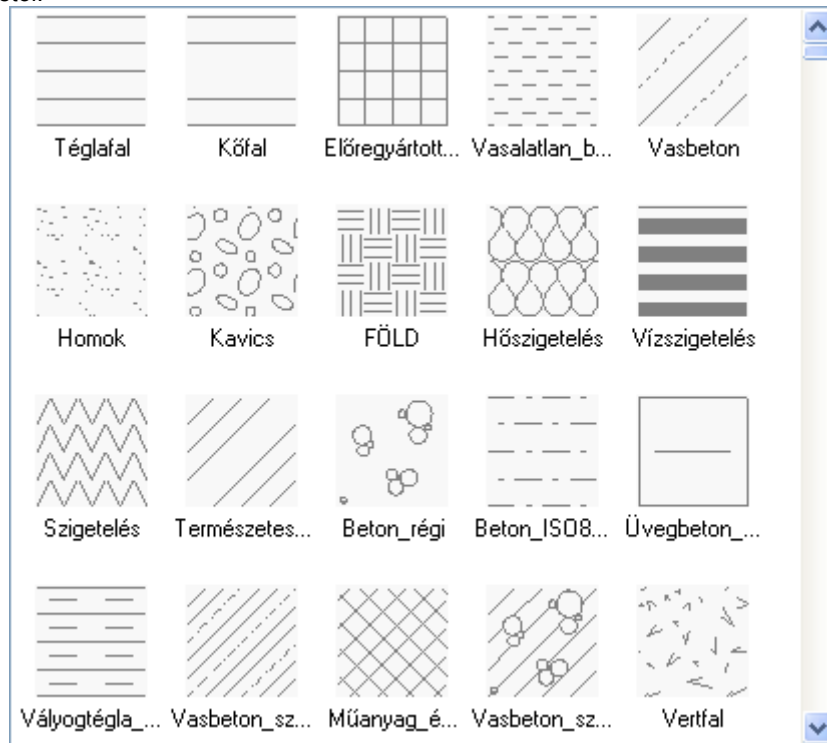 Téglafal Kőfal Előregyártott... Vasalatlan_b... Vasbeton
Homok Kavics FÖLD Hőszigetelés Vízszigetelés
Szigetelés Természetes... Beton_régi Beton_ISO8... Üvegbeton_...
Vályogtégla_... Vasbeton_sz... Műanyag_é... Vasbeton_sz... Vertfal